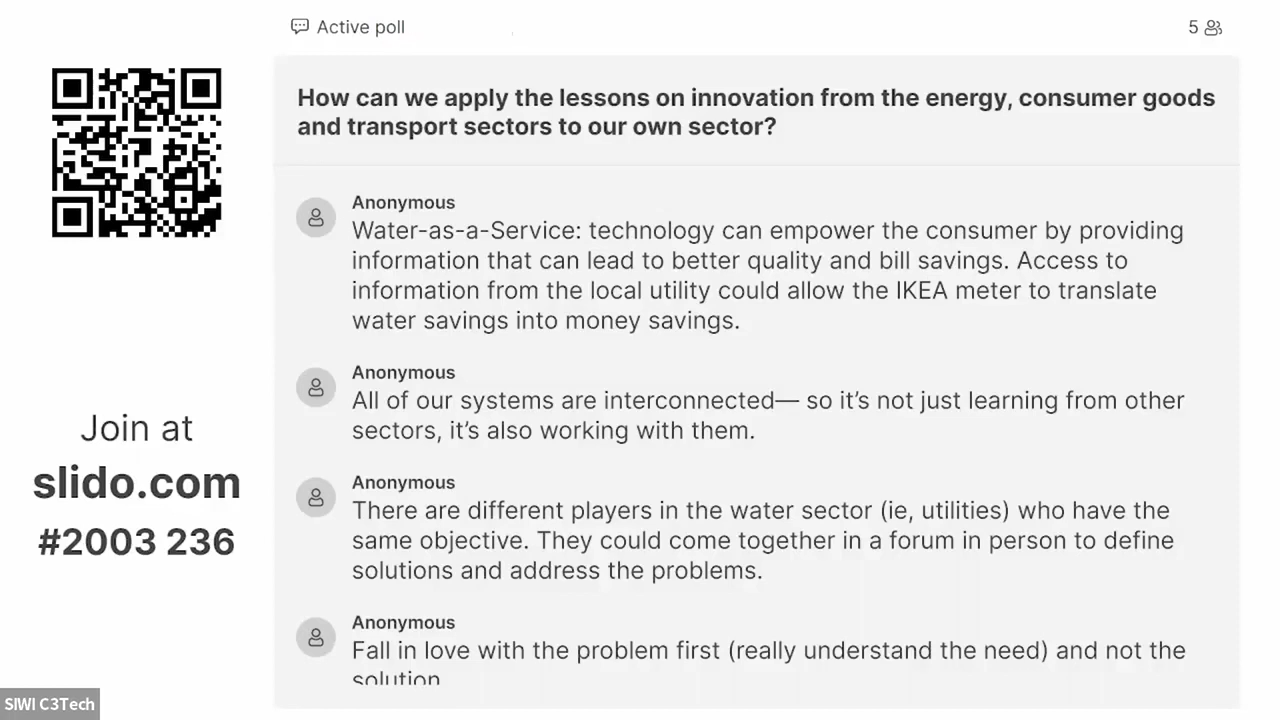 Active poll
5
How can we apply the lessons on innovation from the energy, consumer goods
and transport sectors to our own sector?
Anonymous
Water-as-a-Service: technology can empower the consumer by providing
information that can lead to better quality and bill savings. Access to
information from the local utility could allow the IKEA meter to translate
water savings into money savings.
Anonymous
All of our systems are interconnected— so it’s not just learning from other
sectors, it’s also working with them.
Anonymous
There are different players in the water sector (ie, utilities) who have the
same objective. They could come together in a forum in person to define
solutions and address the problems.
Anonymous
Fall in love with the problem first (really understand the need) and not the
solution
Join at
slido.com
#2003 236
SIWI C3Tech